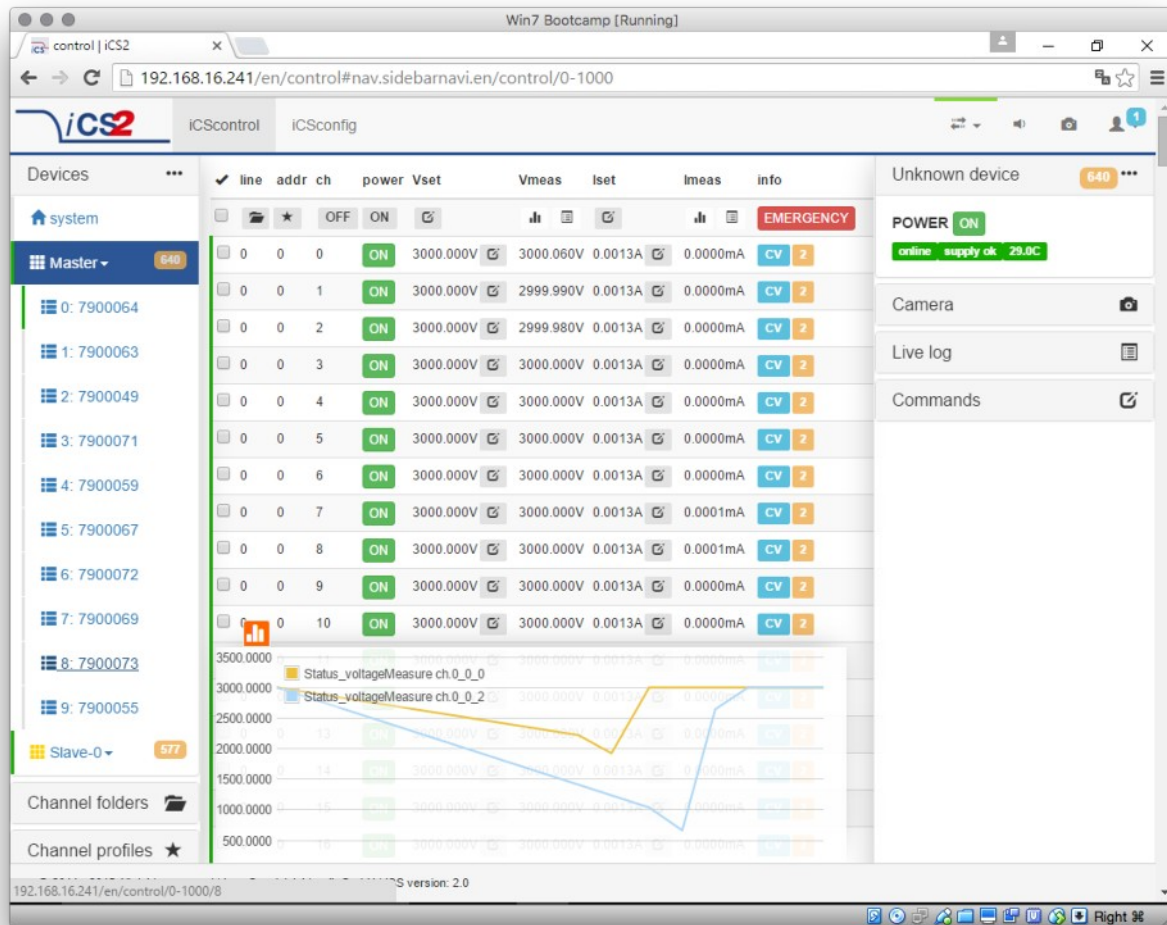 Win7 Bootcamp [Running]
iCS control | iCS2
192.168.16.241/en/control#nav.sidebarnavi.en/control/0-1000
iCS2 iCScontrol iCSconfig 1
Devices
system
Master 640
0: 7900064
1: 7900063
2: 7900049
3: 7900071
4: 7900059
5: 7900067
6: 7900072
7: 7900069
8: 7900073
9: 7900055
Slave-0 577
Channel folders
Channel profiles
line addr ch power Vset Vmeas Iset Imeas info
OFF ON EMERGENCY
0 0 0 ON 3000.000V 3000.060V 0.0013A 0.0000mA CV 2
0 0 1 ON 3000.000V 2999.990V 0.0013A 0.0000mA CV 2
0 0 2 ON 3000.000V 2999.980V 0.0013A 0.0000mA CV 2
0 0 3 ON 3000.000V 3000.000V 0.0013A 0.0000mA CV 2
0 0 4 ON 3000.000V 3000.000V 0.0013A 0.0000mA CV 2
0 0 5 ON 3000.000V 3000.000V 0.0013A 0.0000mA CV 2
0 0 6 ON 3000.000V 3000.000V 0.0013A 0.0000mA CV 2
0 0 7 ON 3000.000V 3000.000V 0.0013A 0.0001mA CV 2
0 0 8 ON 3000.000V 3000.000V 0.0013A 0.0001mA CV 2
0 0 9 ON 3000.000V 3000.000V 0.0013A 0.0000mA CV 2
0 10 ON 3000.000V 3000.000V 0.0013A 0.0000mA CV 2
3500.0000
Status_voltageMeasure ch.0_0_0
3000.0000
Status_voltageMeasure ch.0_0_2
2500.0000
2000.0000
1500.0000
1000.0000
500.0000
Unknown device 640
POWER ON
online supply ok 29.0C
Camera
Live log
Commands
version: 2.0
192.168.16.241/en/control/0-1000/8
Right ⌘